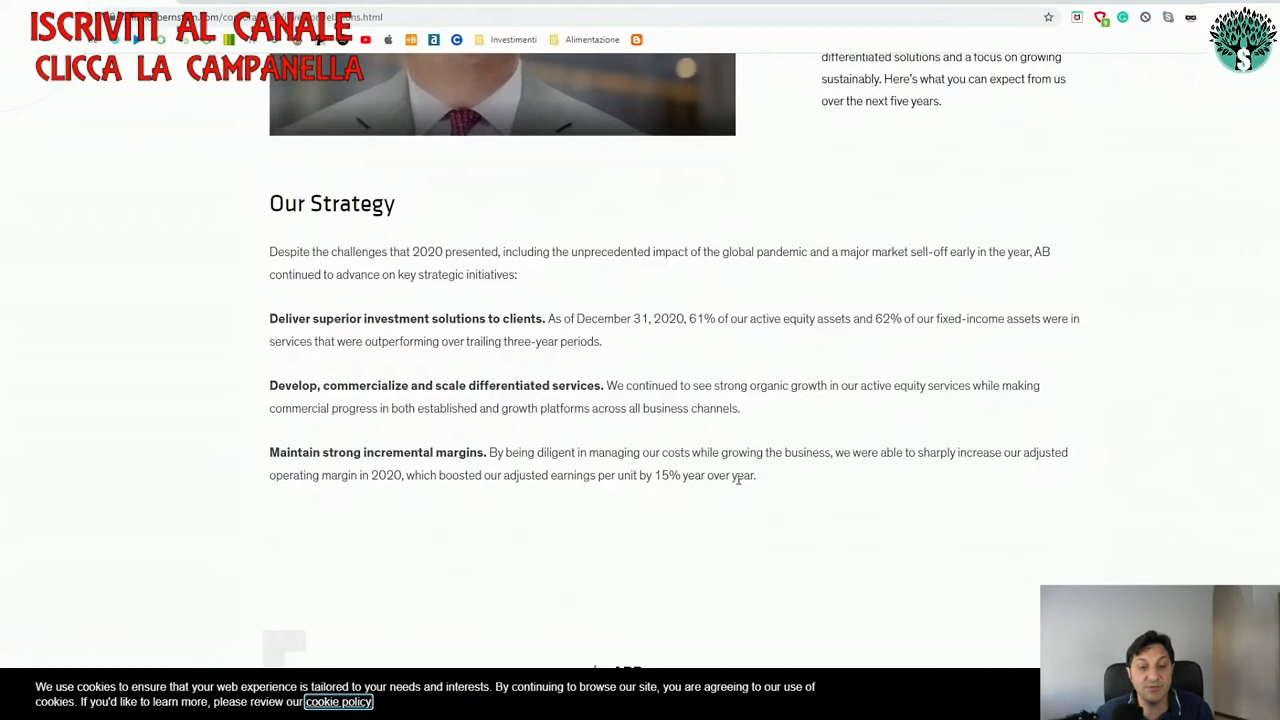 ISCRIVITI AL CANALE
CLICCA LA CAMPANELLA
Investimenti
Alimentazione
differentiated solutions and a focus on growing
sustainably. Here's what you can expect from us
over the next five years.
Our Strategy
Despite the challenges that 2020 presented, including the unprecedented impact of the global pandemic and a major market sell-off early in the year, AB
continued to advance on key strategic initiatives:
Deliver superior investment solutions to clients. As of December 31, 2020, 61% of our active equity assets and 62% of our fixed-income assets were in
services that were outperforming over trailing three-year periods.
Develop, commercialize and scale differentiated services. We continued to see strong organic growth in our active equity services while making
commercial progress in both established and growth platforms across all business channels.
Maintain strong incremental margins. By being diligent in managing our costs while growing the business, we were able to sharply increase our adjusted
operating margin in 2020, which boosted our adjusted earnings per unit by 15% year over year.
We use cookies to ensure that your web experience is tailored to your needs and interests. By continuing to browse our site, you are agreeing to our use of
cookies. If you'd like to learn more, please review our cookie policy.